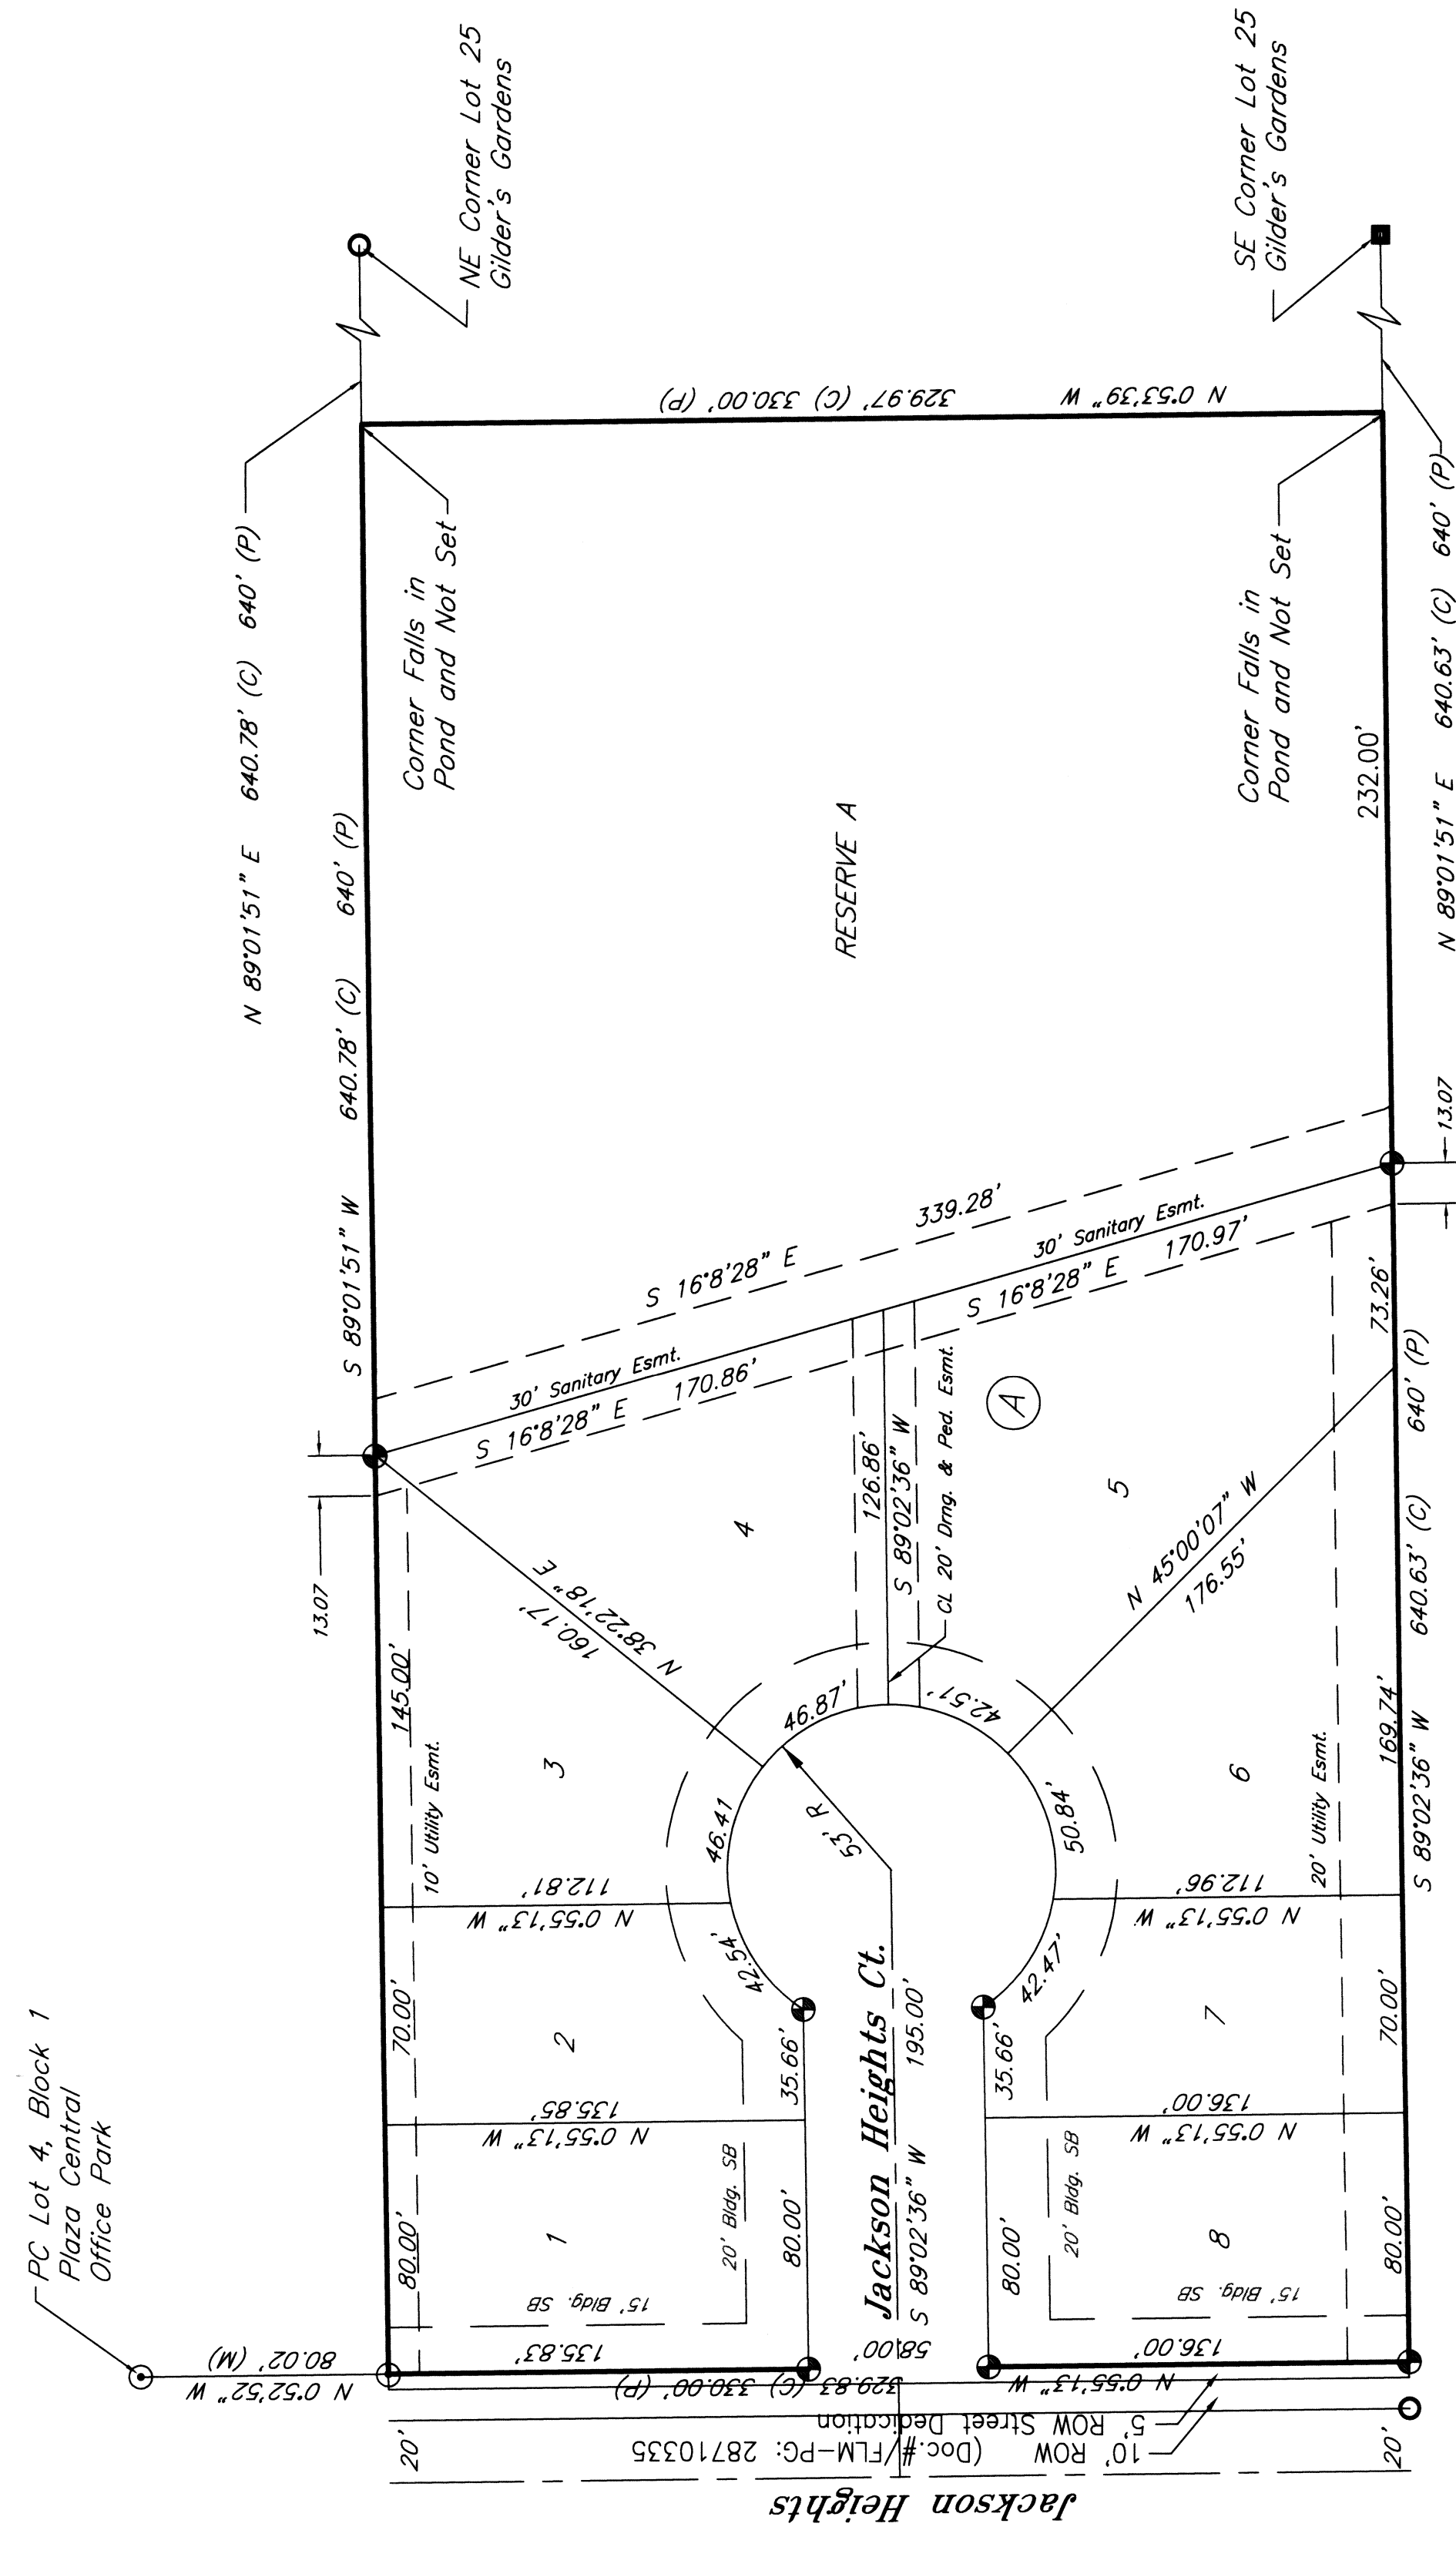 PC Lot 4, Block 1
Plaza Central
Office Park
N 0°52'52" W
80.02' (M)
N 89°01'51" E 640.78' (C) 640' (P)
NE Corner Lot 25
Gilder's Gardens
S 89°01'51" W 640.78' (C) 640' (P)
Corner Falls in
Pond and Not Set
13.07
80.00'
70.00'
145.00'
10' Utility Esmt.
1
2
3
4
15' Bldg. SB
20' Bldg. SB
135.83'
N 0°55'13" W
135.85'
N 0°55'13" W
112.81'
N 38°22'18" E
160.17'
30' Sanitary Esmt.
S 16°8'28" E 170.86'
S 16°8'28" E 339.28'
30' Sanitary Esmt.
S 16°8'28" E 170.97'
RESERVE A
N 0°53'39" W 329.97' (C) 330.00' (P)
80.00'
35.66'
42.54'
46.41
46.87'
53' R
126.86'
S 89°02'36" W
CL 20' Drng. & Ped. Esmt.
A
Jackson Heights Ct.
S 89°02'36" W 195.00'
58.00'
80.00'
35.66'
42.47'
50.84'
42.51'
5
6
7
8
N 45°00'07" W
176.55'
N 0°55'13" W
112.96'
N 0°55'13" W
136.00'
20' Bldg. SB
15' Bldg. SB
136.00'
N 0°55'13" W
329.83 (C) 330.00' (P)
20' Utility Esmt.
80.00'
70.00'
169.74'
73.26'
232.00'
13.07
S 89°02'36" W 640.63' (C) 640' (P)
N 89°01'51" E 640.63' (C) 640' (P)
Corner Falls in
Pond and Not Set
SE Corner Lot 25
Gilder's Gardens
5' ROW Street Dedication
10' ROW (Doc.#/FLM-PG: 28710335
20'
20'
Jackson Heights